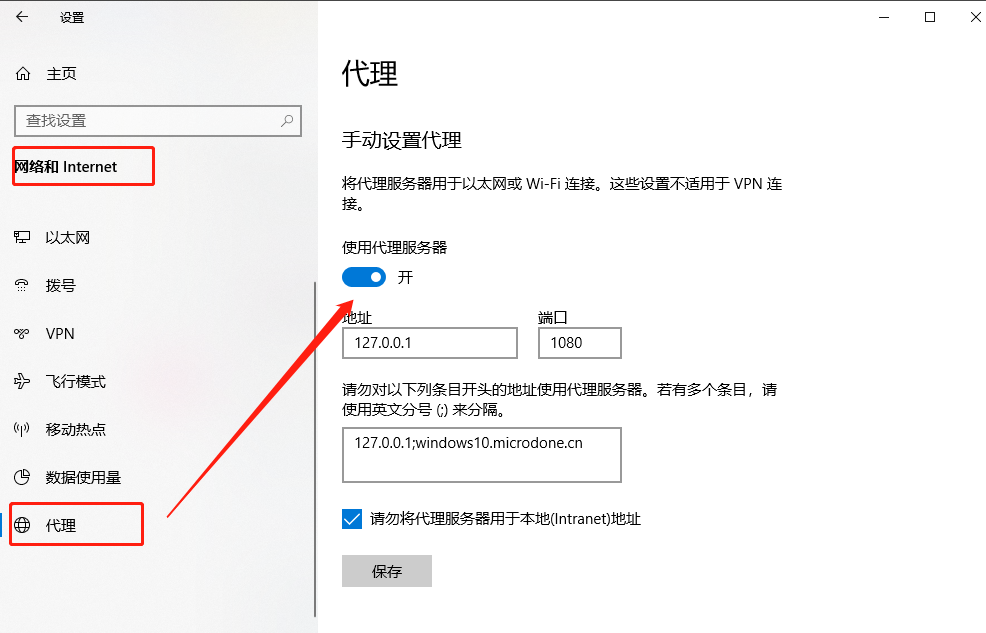 设置
主页
查找设置
网络和 Internet
以太网
拨号
VPN
飞行模式
移动热点
数据使用量
代理
代理
手动设置代理
将代理服务器用于以太网或 Wi-Fi 连接。这些设置不适用于 VPN 连
接。
使用代理服务器
开
地址 端口
127.0.0.1 1080
请勿对以下列条目开头的地址使用代理服务器。若有多个条目，请
使用英文分号 (;) 来分隔。
127.0.0.1;windows10.microdone.cn
请勿将代理服务器用于本地(Intranet)地址
保存